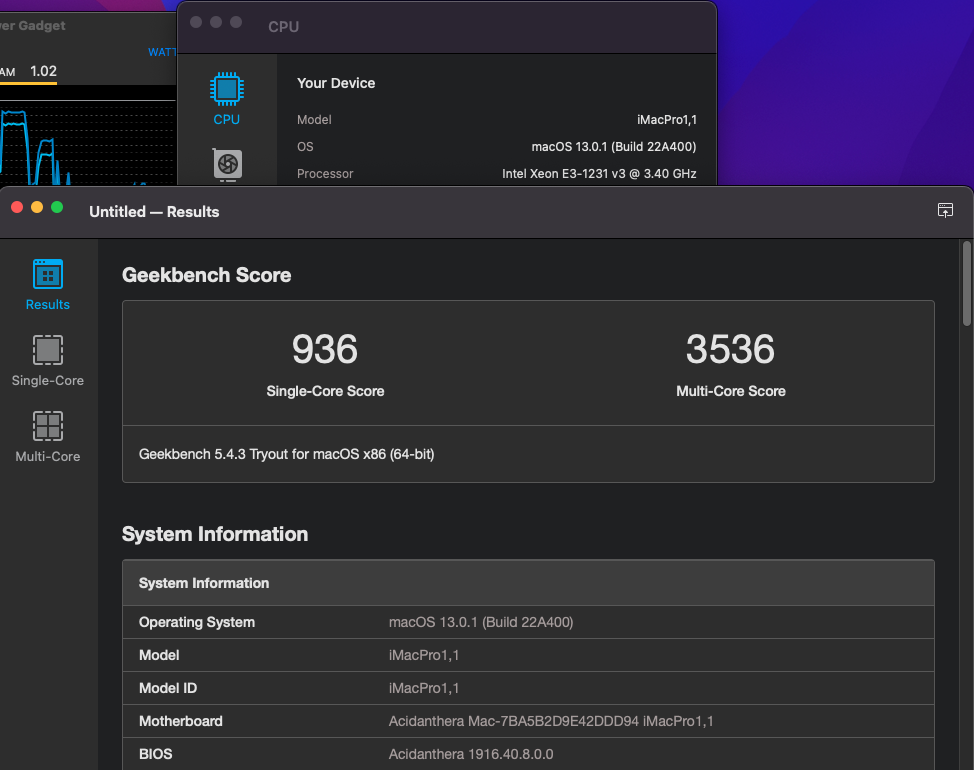 er Gadget
WATT
AM 1.02
CPU
CPU
Your Device
Model iMacPro1,1
OS macOS 13.0.1 (Build 22A400)
Processor Intel Xeon E3-1231 v3 @ 3.40 GHz
Untitled — Results
Results
Single-Core
Multi-Core
Geekbench Score
936 3536
Single-Core Score Multi-Core Score
Geekbench 5.4.3 Tryout for macOS x86 (64-bit)
System Information
System Information
Operating System macOS 13.0.1 (Build 22A400)
Model iMacPro1,1
Model ID iMacPro1,1
Motherboard Acidanthera Mac-7BA5B2D9E42DDD94 iMacPro1,1
BIOS Acidanthera 1916.40.8.0.0